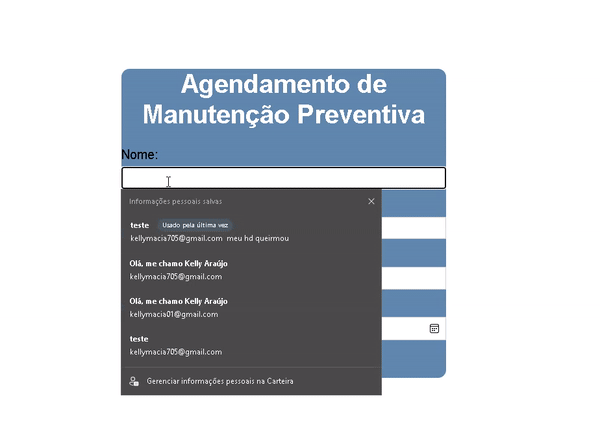 Agendamento de
Manutenção Preventiva
Nome:
Informações pessoais salvas
teste Usado pela última vez
kellymacia705@gmail.com meu hd queirmou
Olá, me chamo Kelly Araújo
kellymacia705@gmail.com
Olá, me chamo Kelly Araújo
kellymacia01@gmail.com
teste
kellymacia705@gmail.com
Gerenciar informações pessoais na Carteira